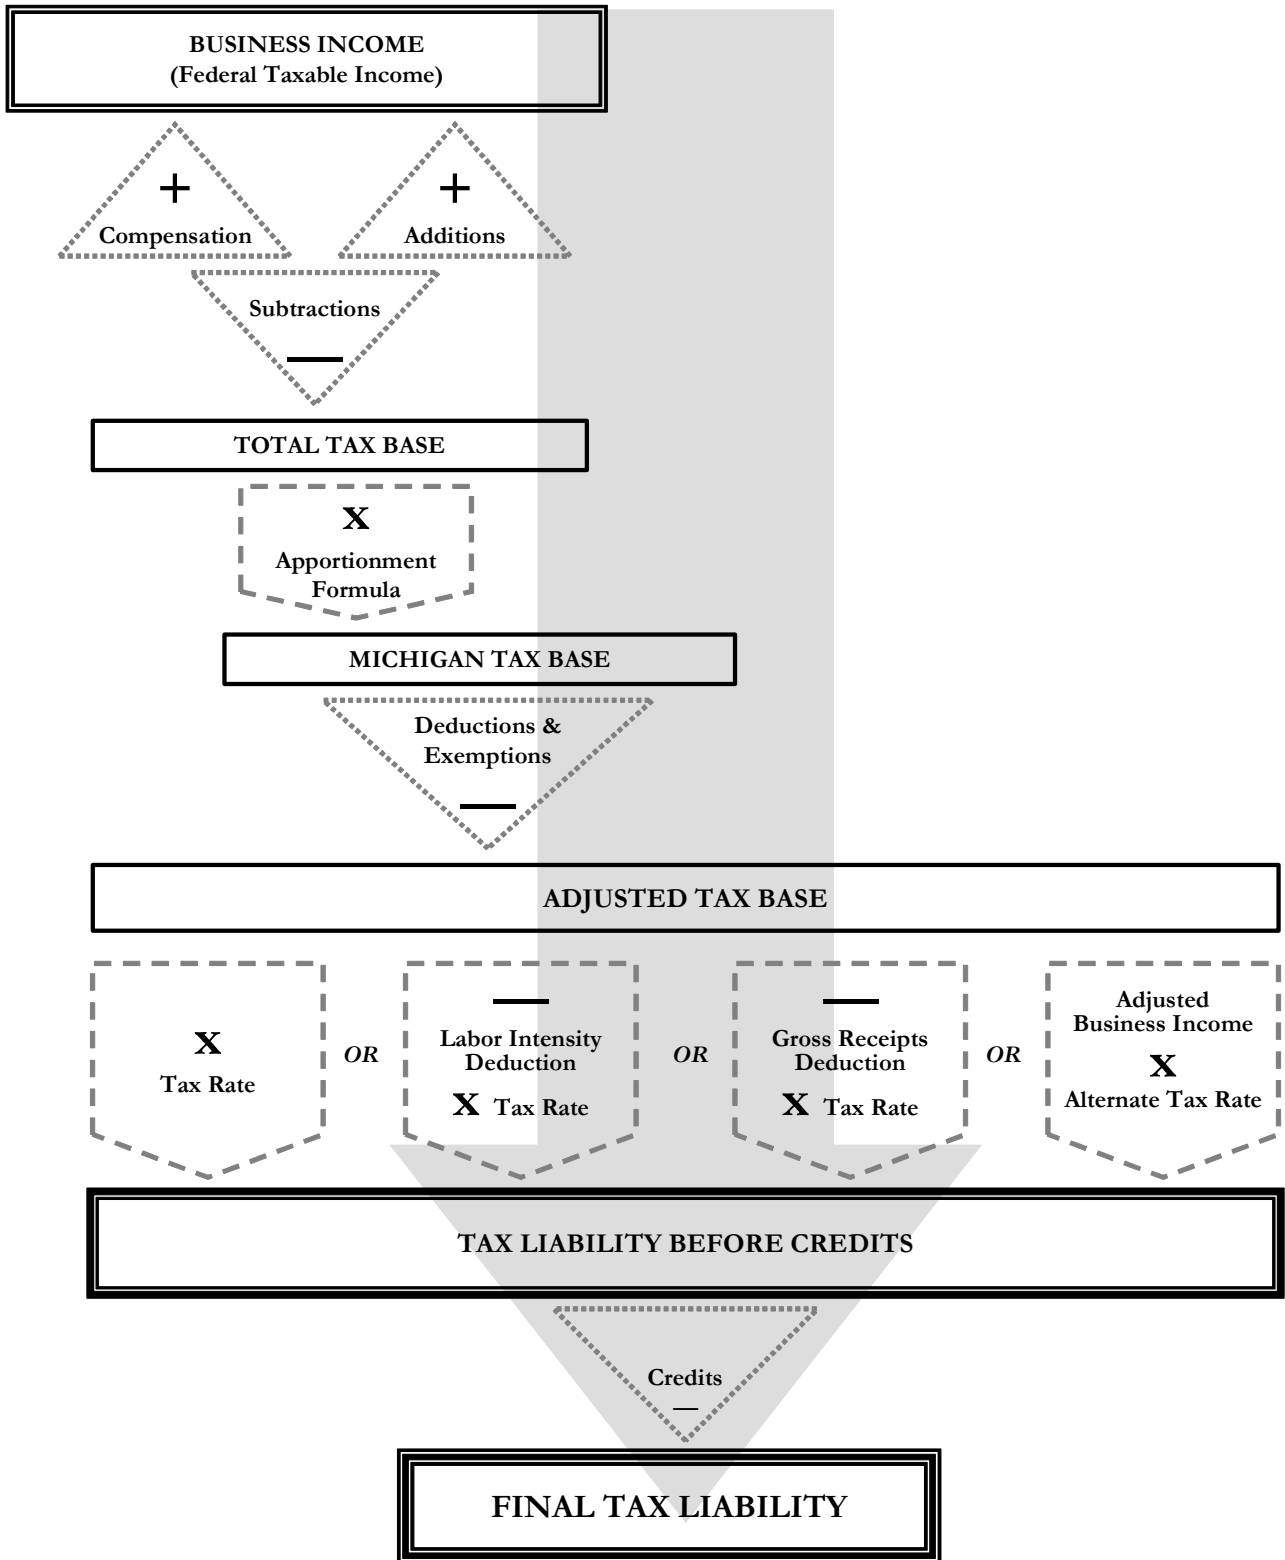 BUSINESS INCOME
(Federal Taxable Income)
+
Compensation
+
Additions
Subtractions
—
TOTAL TAX BASE
X
Apportionment
Formula
MICHIGAN TAX BASE
Deductions &
Exemptions
—
ADJUSTED TAX BASE
X
Tax Rate
OR
—
Labor Intensity
Deduction
X Tax Rate
OR
—
Gross Receipts
Deduction
X Tax Rate
OR
Adjusted
Business Income
X
Alternate Tax Rate
TAX LIABILITY BEFORE CREDITS
Credits
—
FINAL TAX LIABILITY